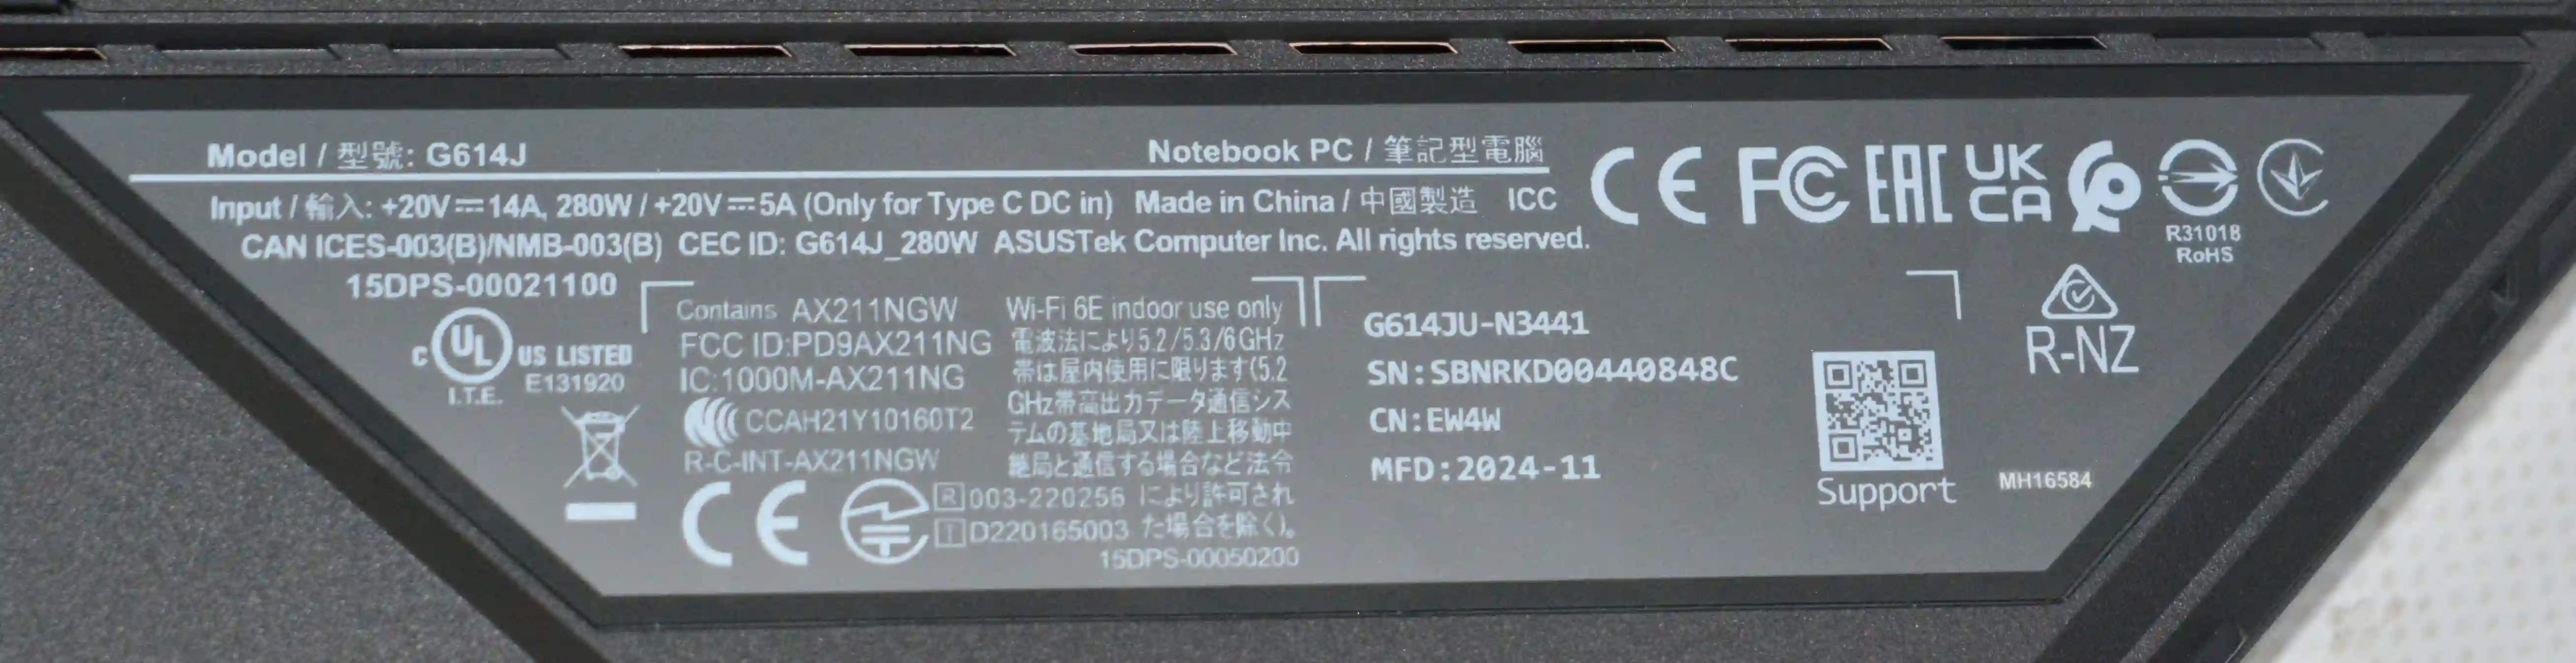 Model / 型號: G614J
Notebook PC / 筆記型電腦
Input / 輸入: +20V⎓14A, 280W / +20V⎓5A (Only for Type C DC in) Made in China / 中國製造 ICC
CAN ICES-003(B)/NMB-003(B) CEC ID: G614J_280W ASUSTek Computer Inc. All rights reserved.
15DPS-00021100
CE FC EAC UK CA
R31018
RoHS
c UL US LISTED
I.T.E. E131920
Contains AX211NGW
FCC ID:PD9AX211NG
IC:1000M-AX211NG
CCAH21Y10160T2
R-C-INT-AX211NGW
CE
R 003-220256
T D220165003
Wi-Fi 6E indoor use only
電波法により5.2/5.3/6GHz
帯は屋内使用に限ります(5.2
GHz帯高出力データ通信シス
テムの基地局又は陸上移動中
継局と通信する場合など法令
により許可され
た場合を除く)。
15DPS-00050200
G614JU-N3441
SN:SBNRKD00440848C
CN:EW4W
MFD:2024-11
Support
R-NZ
MH16584